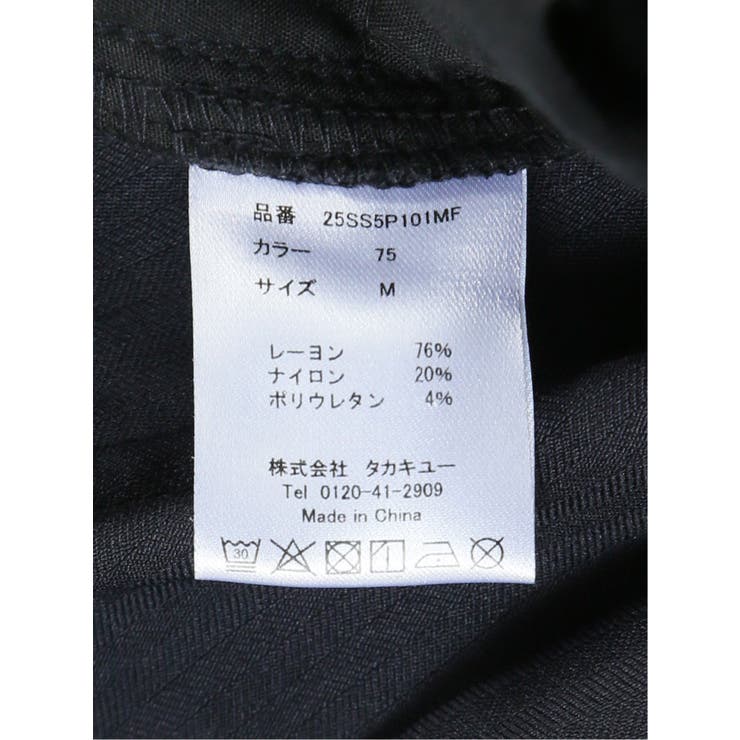 品番 25SS5P101MF
カラー 75
サイズ M
レーヨン 76%
ナイロン 20%
ポリウレタン 4%
株式会社 タカキュー
Tel 0120-41-2909
Made in China
30